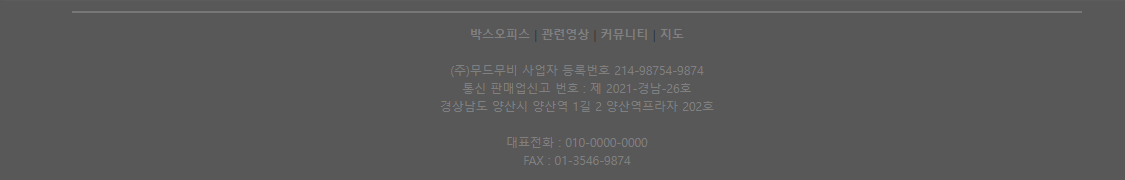 박스오피스 | 관련영상 | 커뮤니티 | 지도
(주)무드무비 사업자 등록번호 214-98754-9874
통신 판매업신고 번호 : 제 2021-경남-26호
경상남도 양산시 양산역 1길 2 양산역프라자 202호
대표전화 : 010-0000-0000
FAX : 01-3546-9874